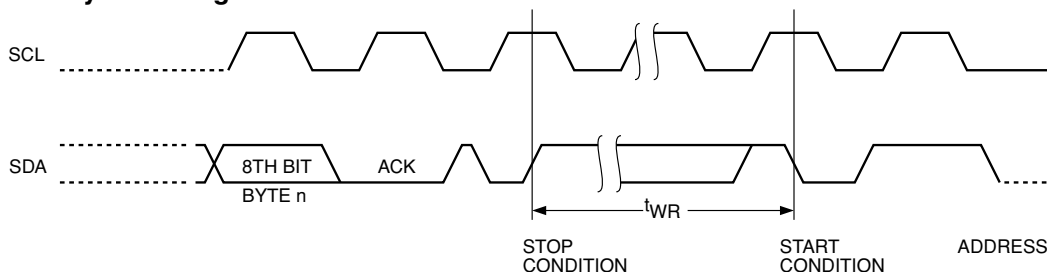 SCL
SDA
8TH BIT
ACK
BYTE n
tWR
STOP
CONDITION
START
CONDITION
ADDRESS